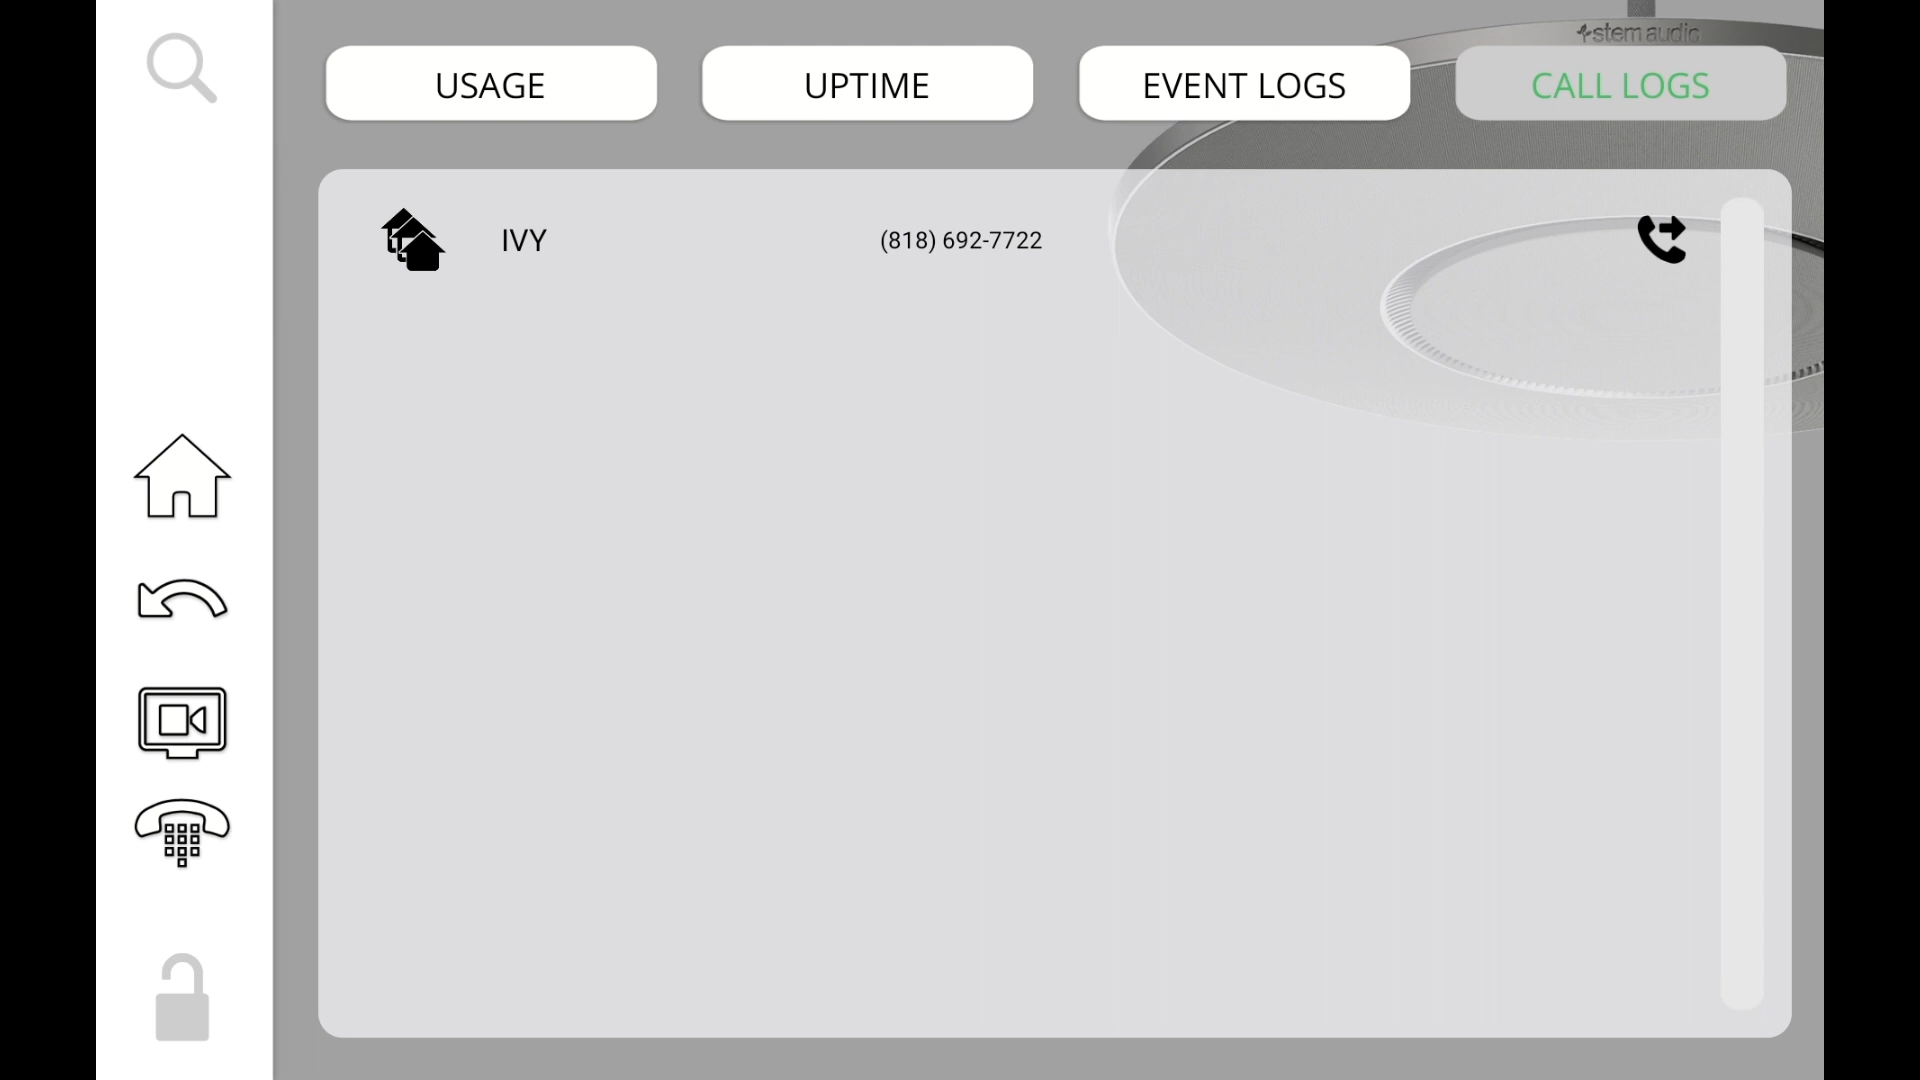 stem audio
USAGE
UPTIME
EVENT LOGS
CALL LOGS
IVY
(818) 692-7722